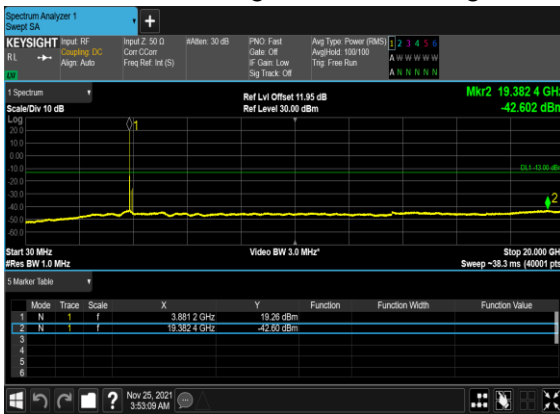 Spectrum Analyzer 1
Swept SA
+
KEYSIGHT Input: RF Input Z: 50 Ω #Atten: 30 dB PNO: Fast Avg Type: Power (RMS) 1 2 3 4 5 6
RL Coupling: DC Corr CCorr Gate: Off Avg|Hold: 100/100 A W W W W W
Align: Auto Freq Ref: Int (S) IF Gain: Low Trig: Free Run
Sig Track: Off A N N N N N
1 Spectrum Ref Lvl Offset 11.95 dB Mkr2 19.382 4 GHz
Scale/Div 10 dB Ref Level 30.00 dBm -42.602 dBm
Log
1
20.0
10.0
0.00
-10.0 DL1 -13.00 dBm
-20.0
-30.0
-40.0 2
-50.0
-60.0
Start 30 MHz Video BW 3.0 MHz* Stop 20.000 GHz
#Res BW 1.0 MHz Sweep ~38.3 ms (40001 pts)
5 Marker Table
Mode Trace Scale X Y Function Function Width Function Value
1 N 1 f 3.881 2 GHz 19.26 dBm
2 N 1 f 19.382 4 GHz -42.60 dBm
3
4
5
6
? Nov 25, 2021
3:53:09 AM